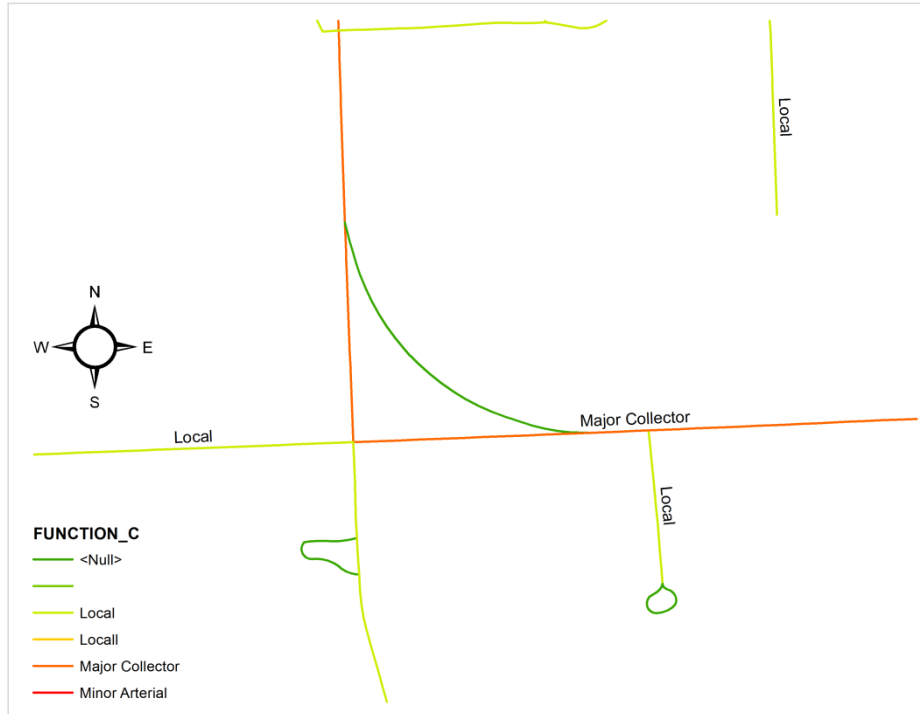 Local
N
W
E
S
Major Collector
Local
Local
FUNCTION_C
<Null>
Local
Locall
Major Collector
Minor Arterial